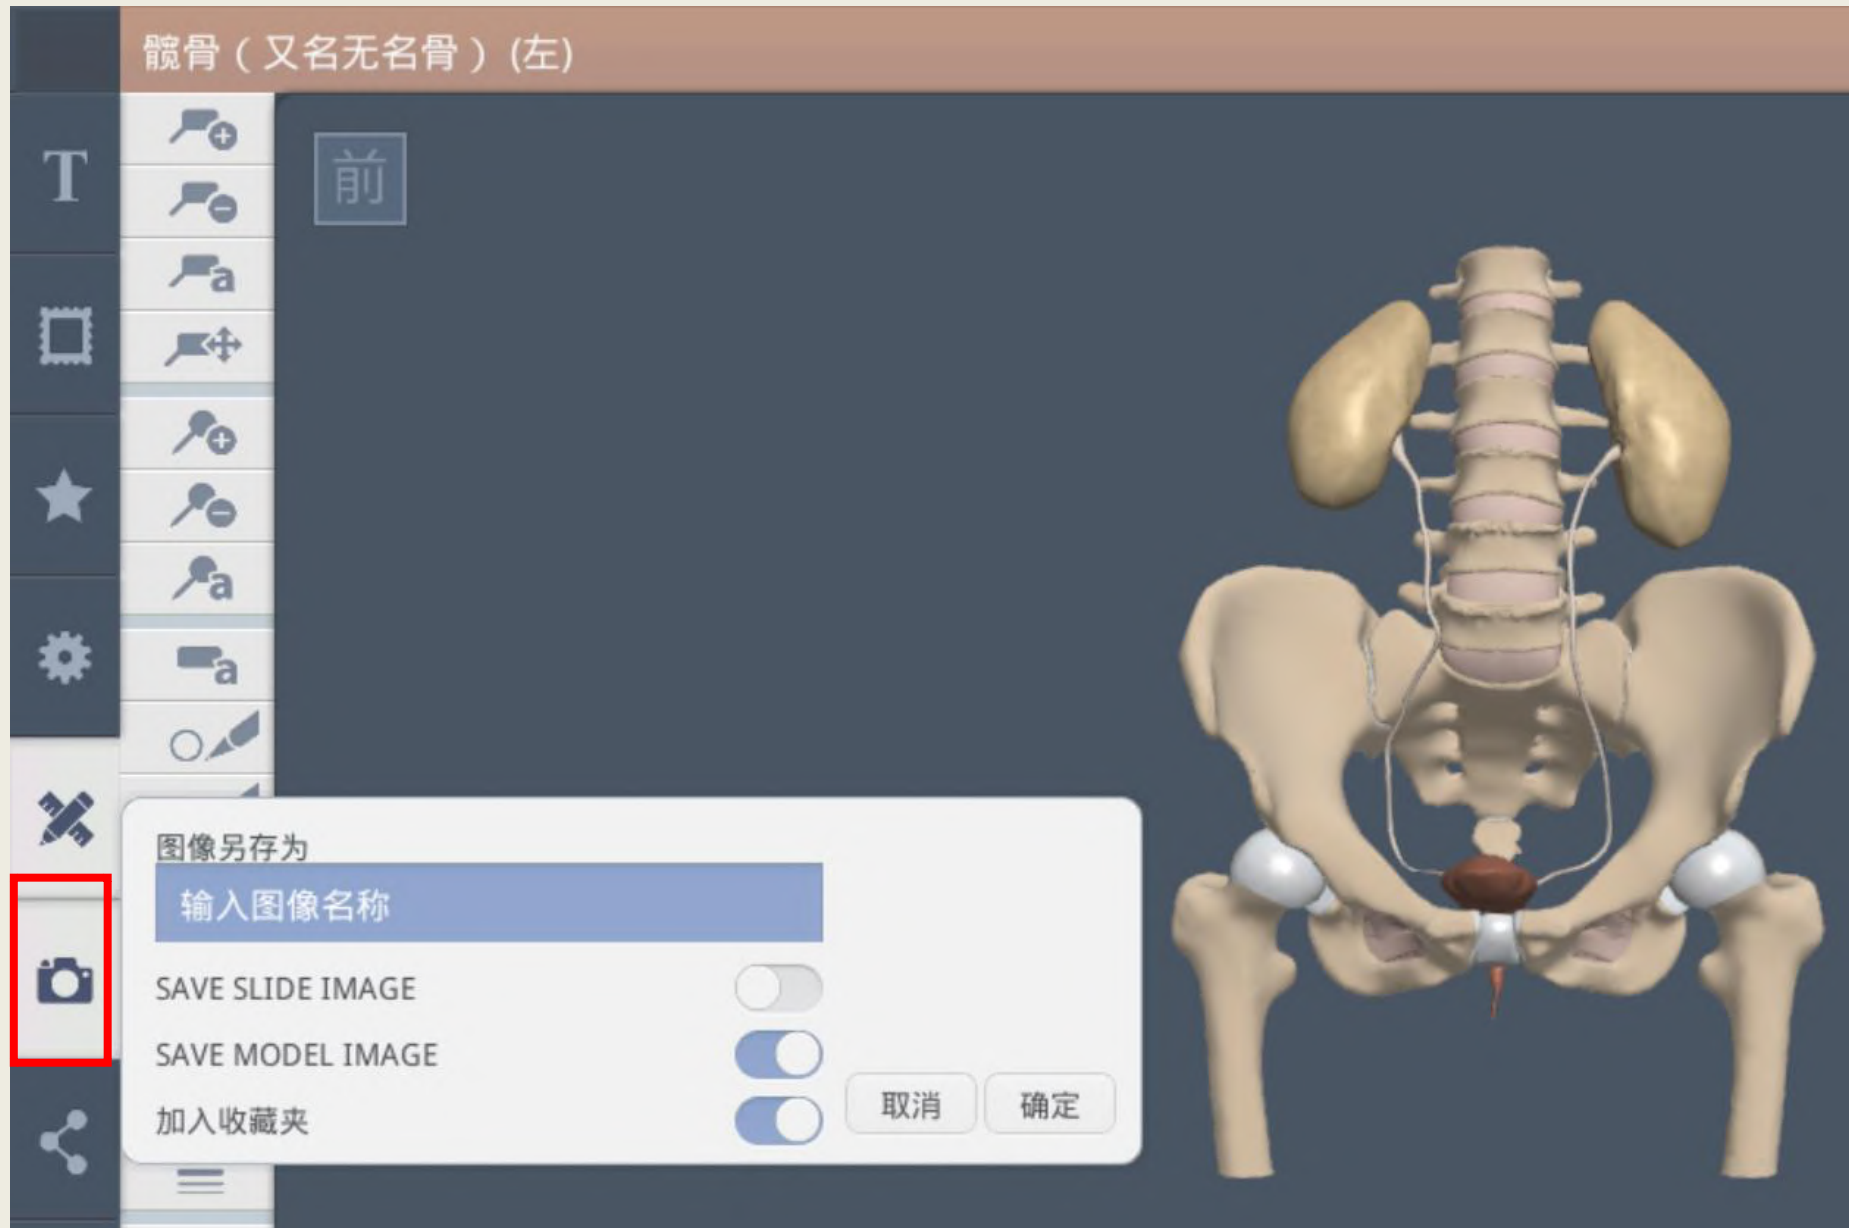 髋骨（又名无名骨）(左)
T
前
a
a
a
图像另存为
输入图像名称
SAVE SLIDE IMAGE
SAVE MODEL IMAGE
加入收藏夹
取消
确定